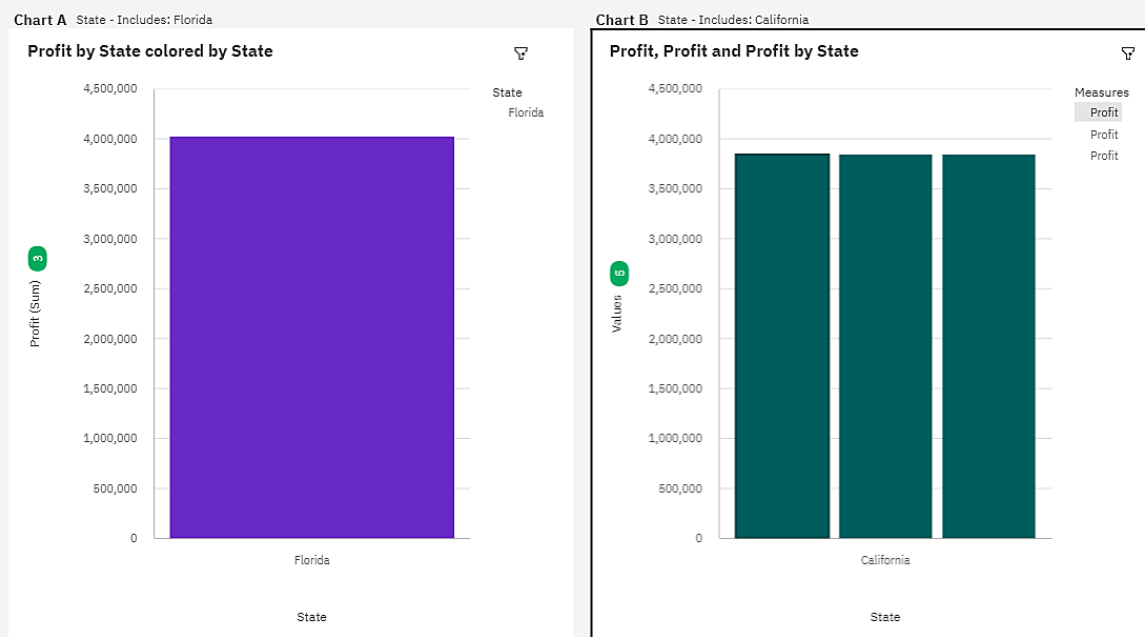 Chart A State - Includes: Florida
Profit by State colored by State
4,500,000
4,000,000
3,500,000
3,000,000
2,500,000
2,000,000
1,500,000
1,000,000
500,000
0
Profit (Sum) 3
Florida
State
State
Florida
Chart B State - Includes: California
Profit, Profit and Profit by State
4,500,000
4,000,000
3,500,000
3,000,000
2,500,000
2,000,000
1,500,000
1,000,000
500,000
0
Values 5
California
State
Measures
Profit
Profit
Profit